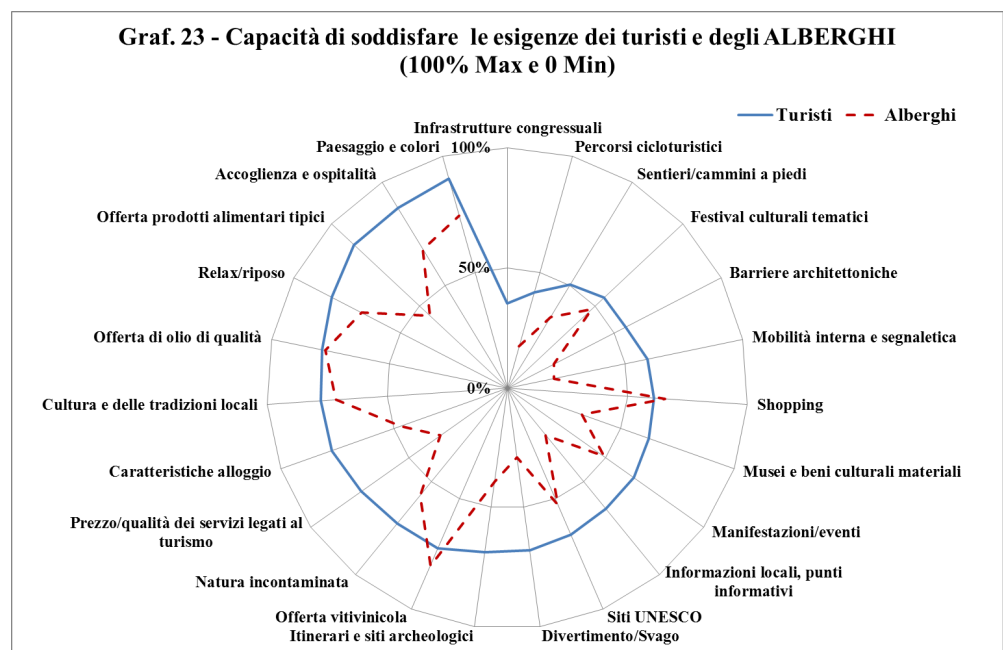 Graf. 23 - Capacità di soddisfare le esigenze dei turisti e degli ALBERGHI
(100% Max e 0 Min)
Turisti
Alberghi
Infrastrutture congressuali
Percorsi cicloturistici
Sentieri/cammini a piedi
Festival culturali tematici
Barriere architettoniche
Mobilità interna e segnaletica
Shopping
Musei e beni culturali materiali
Manifestazioni/eventi
Informazioni locali, punti
informativi
Siti UNESCO
Divertimento/Svago
Itinerari e siti archeologici
Offerta vitivinicola
Natura incontaminata
Prezzo/qualità dei servizi legati al
turismo
Caratteristiche alloggio
Cultura e delle tradizioni locali
Offerta di olio di qualità
Relax/riposo
Offerta prodotti alimentari tipici
Accoglienza e ospitalità
Paesaggio e colori
100%
50%
0%